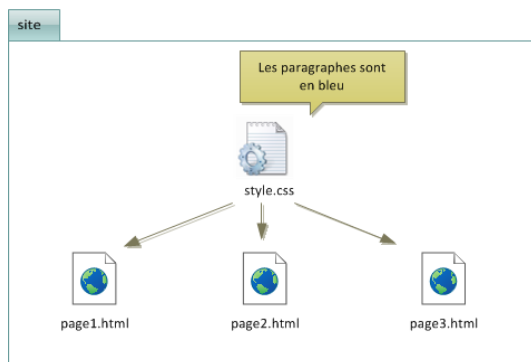 site
Les paragraphes sont
en bleu
style.css
page1.html
page2.html
page3.html